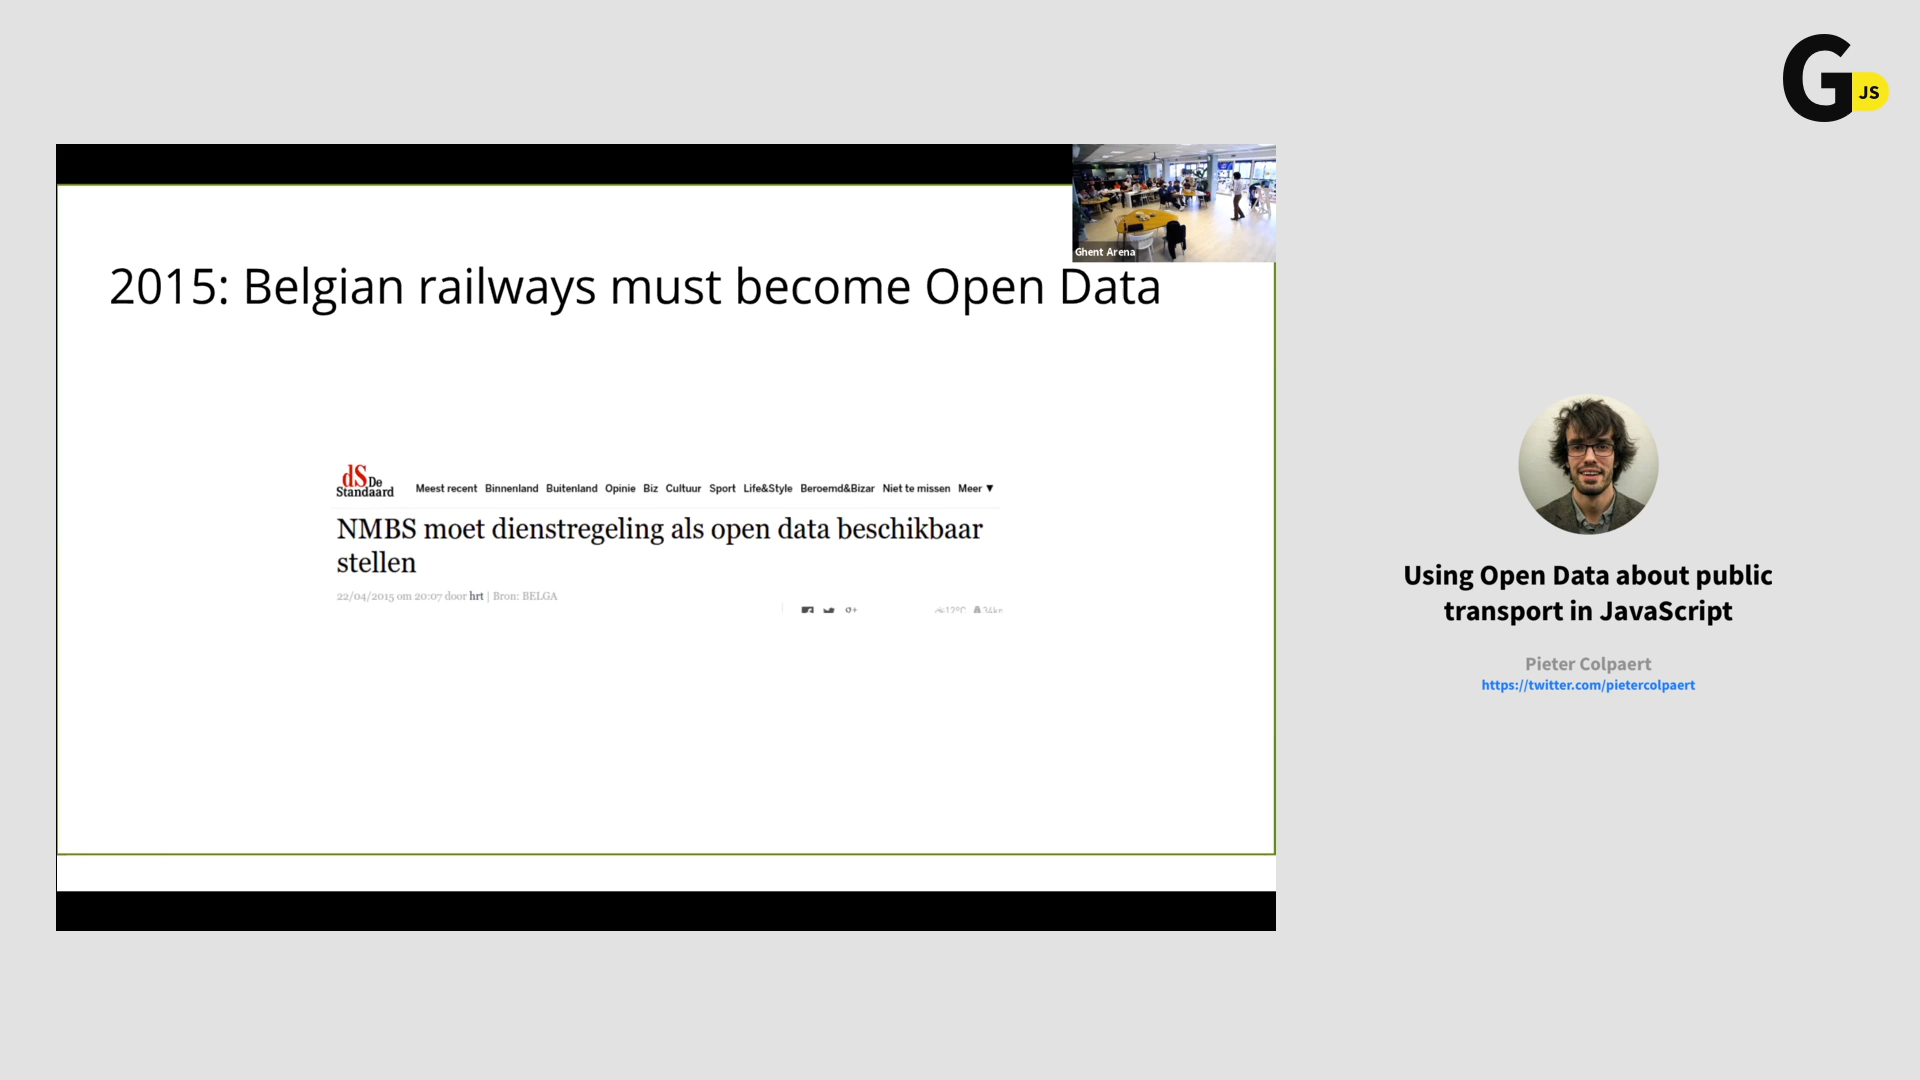 G JS
Ghent Arena
2015: Belgian railways must become Open Data
dS De
Standaard
Meest recent Binnenland Buitenland Opinie Biz Cultuur Sport Life&Style Beroemd&Bizar Niet te missen Meer ▼
NMBS moet dienstregeling als open data beschikbaar
stellen
22/04/2015 om 20:07 door hrt | Bron: BELGA
Using Open Data about public
transport in JavaScript
Pieter Colpaert
https://twitter.com/pietercolpaert